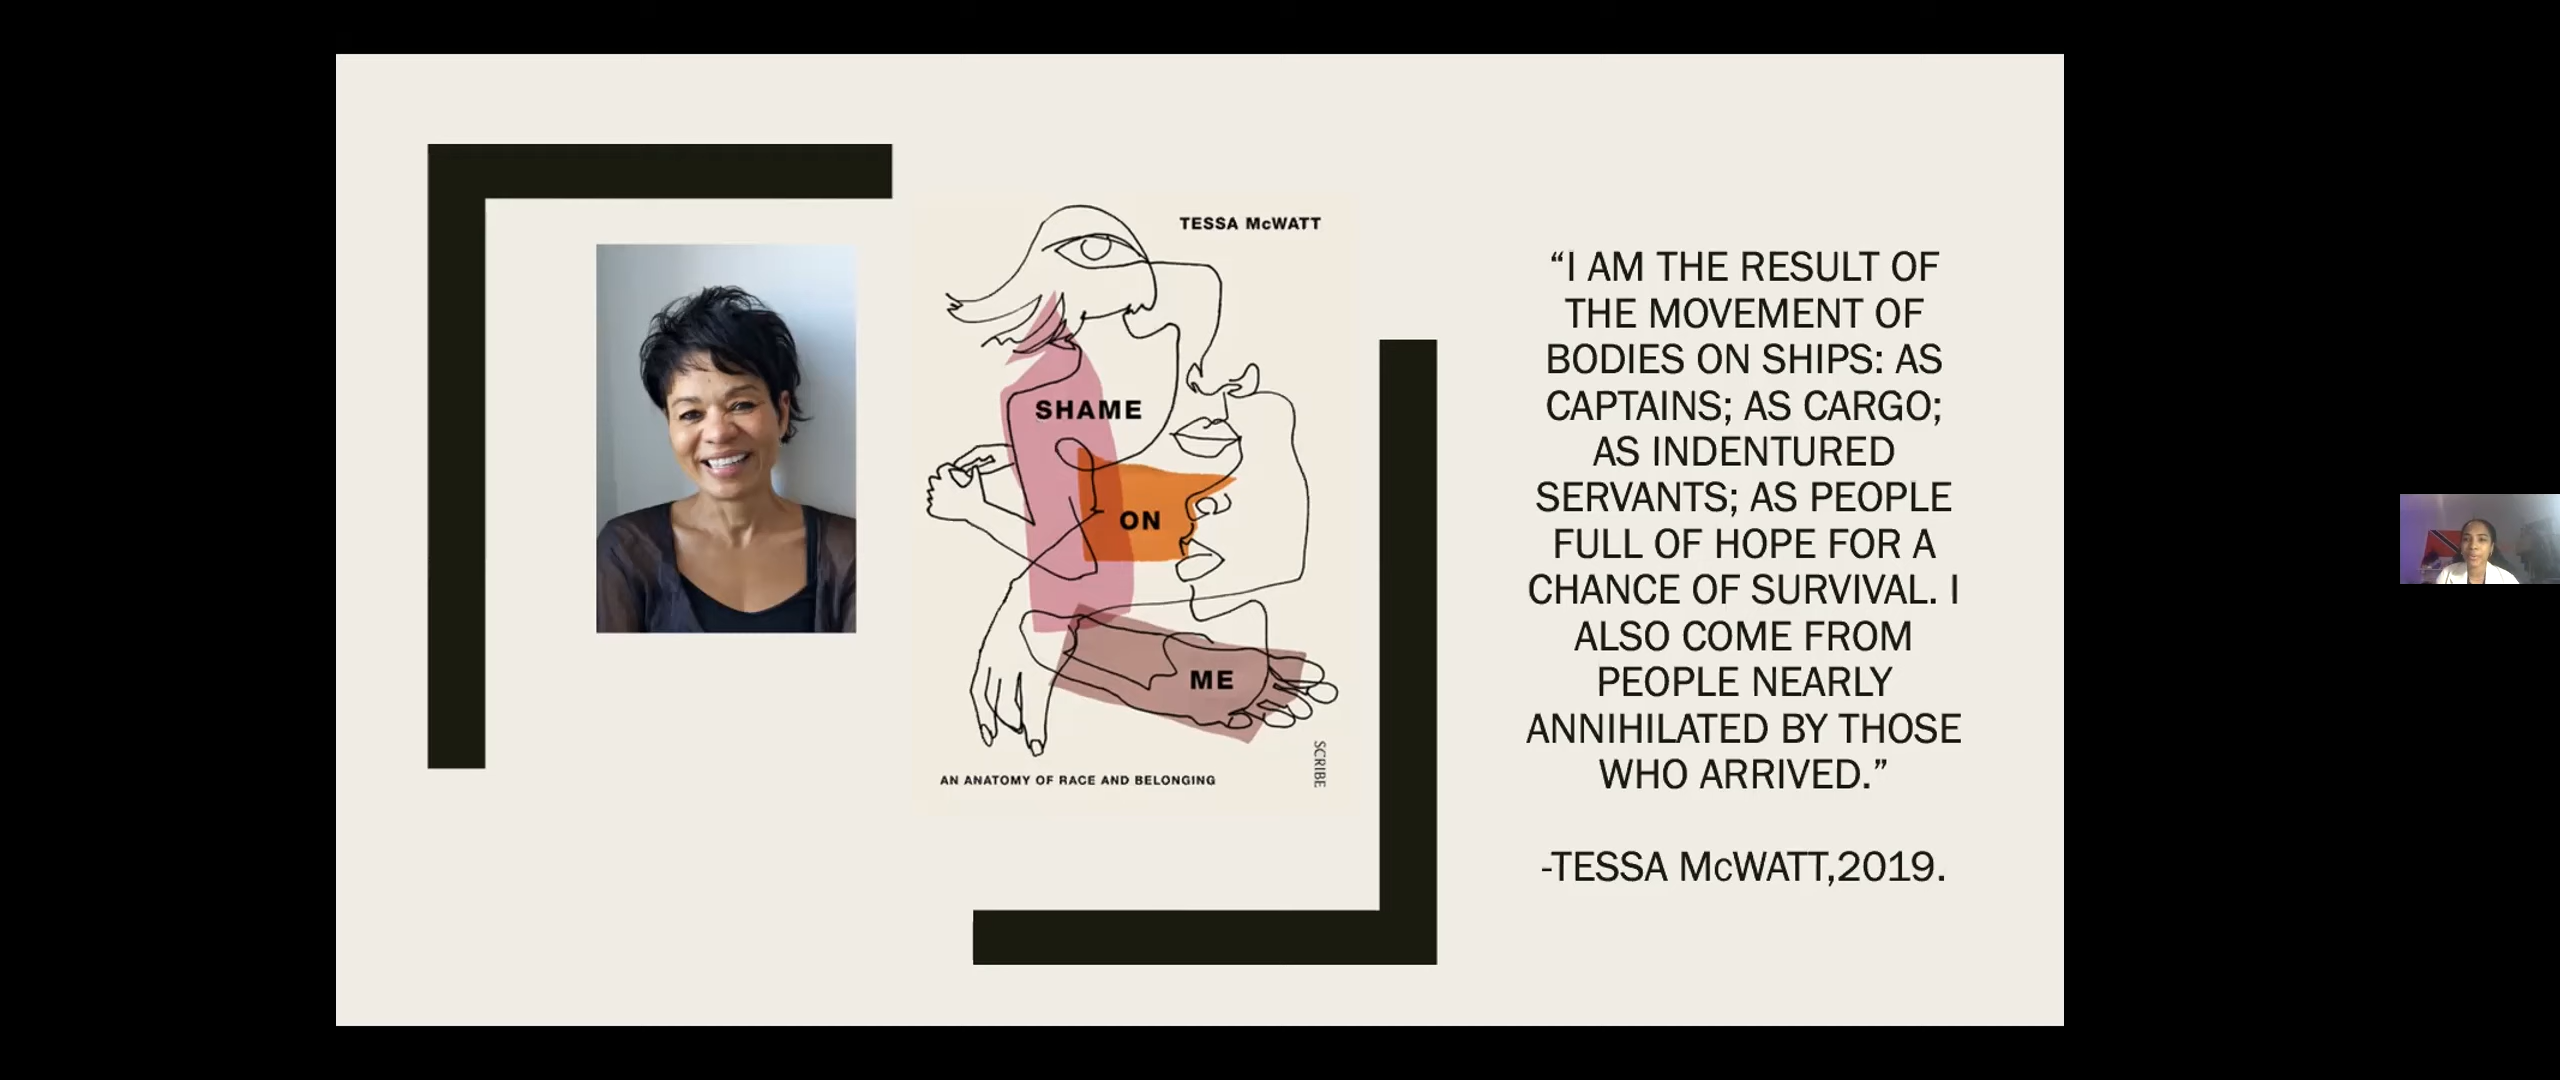 TESSA McWATT
SHAME
ON
ME
SCRIBE
AN ANATOMY OF RACE AND BELONGING
“I AM THE RESULT OF
THE MOVEMENT OF
BODIES ON SHIPS: AS
CAPTAINS; AS CARGO;
AS INDENTURED
SERVANTS; AS PEOPLE
FULL OF HOPE FOR A
CHANCE OF SURVIVAL. I
ALSO COME FROM
PEOPLE NEARLY
ANNIHILATED BY THOSE
WHO ARRIVED.”
-TESSA McWATT,2019.